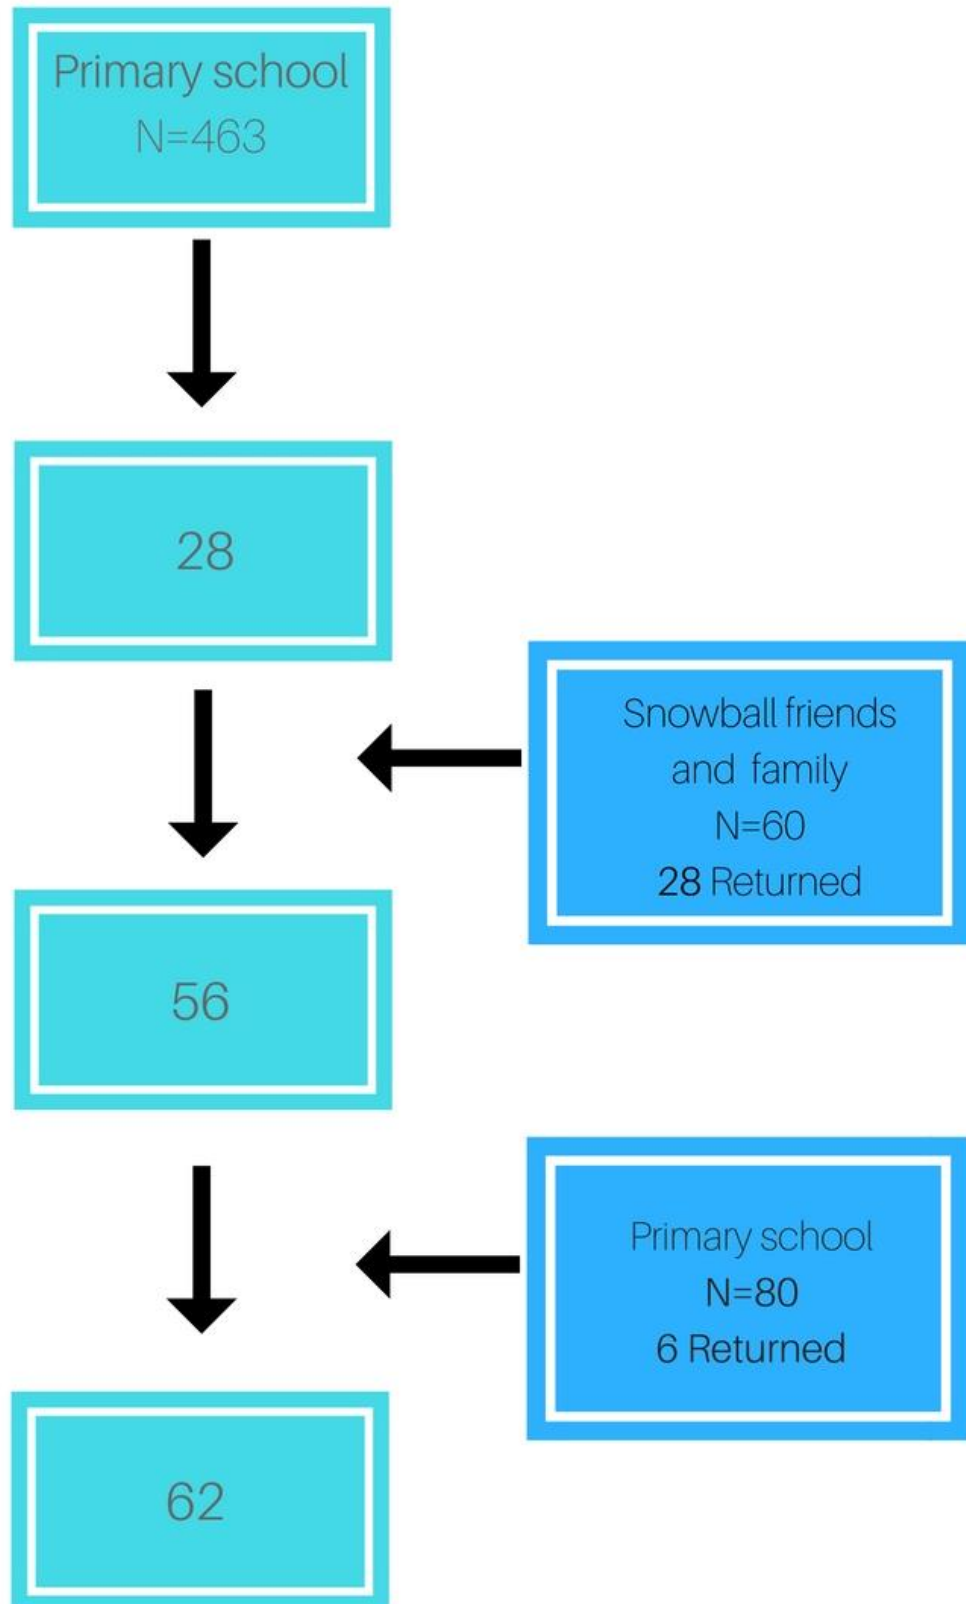 Primary school
N=463
28
Snowball friends
and family
N=60
28 Returned
56
Primary school
N=80
6 Returned
62